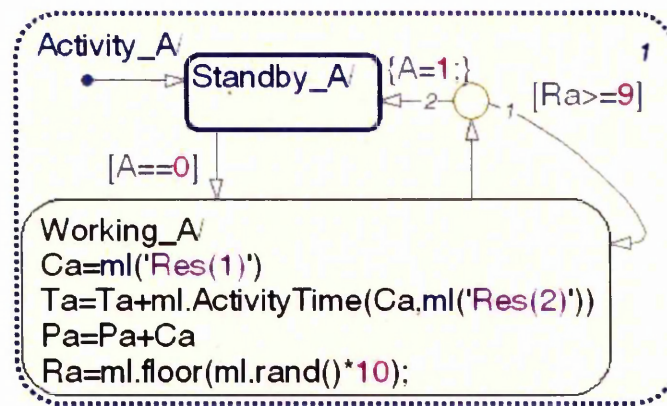 Activity_A/
1
Standby_A/
{A=1;}
2
1
[Ra>=9]
[A==0]
Working_A/
Ca=ml('Res(1)')
Ta=Ta+ml.ActivityTime(Ca,ml('Res(2)'))
Pa=Pa+Ca
Ra=ml.floor(ml.rand()*10);